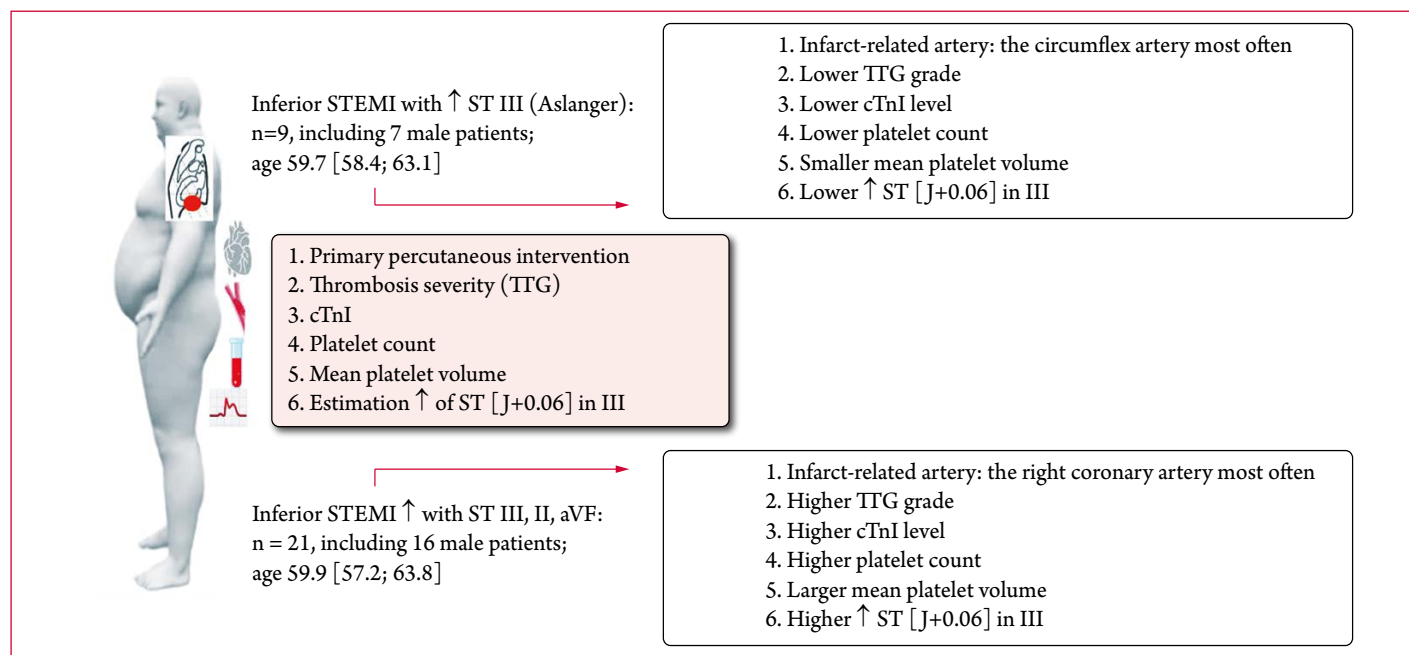 Inferior STEMI with ↑ ST III (Aslanger):
n=9, including 7 male patients;
age 59.7 [58.4; 63.1]
1. Infarct-related artery: the circumflex artery most often
2. Lower TTG grade
3. Lower cTnI level
4. Lower platelet count
5. Smaller mean platelet volume
6. Lower ↑ ST [J+0.06] in III
1. Primary percutaneous intervention
2. Thrombosis severity (TTG)
3. cTnI
4. Platelet count
5. Mean platelet volume
6. Estimation ↑ of ST [J+0.06] in III
Inferior STEMI ↑ with ST III, II, aVF:
n = 21, including 16 male patients;
age 59.9 [57.2; 63.8]
1. Infarct-related artery: the right coronary artery most often
2. Higher TTG grade
3. Higher cTnI level
4. Higher platelet count
5. Larger mean platelet volume
6. Higher ↑ ST [J+0.06] in III